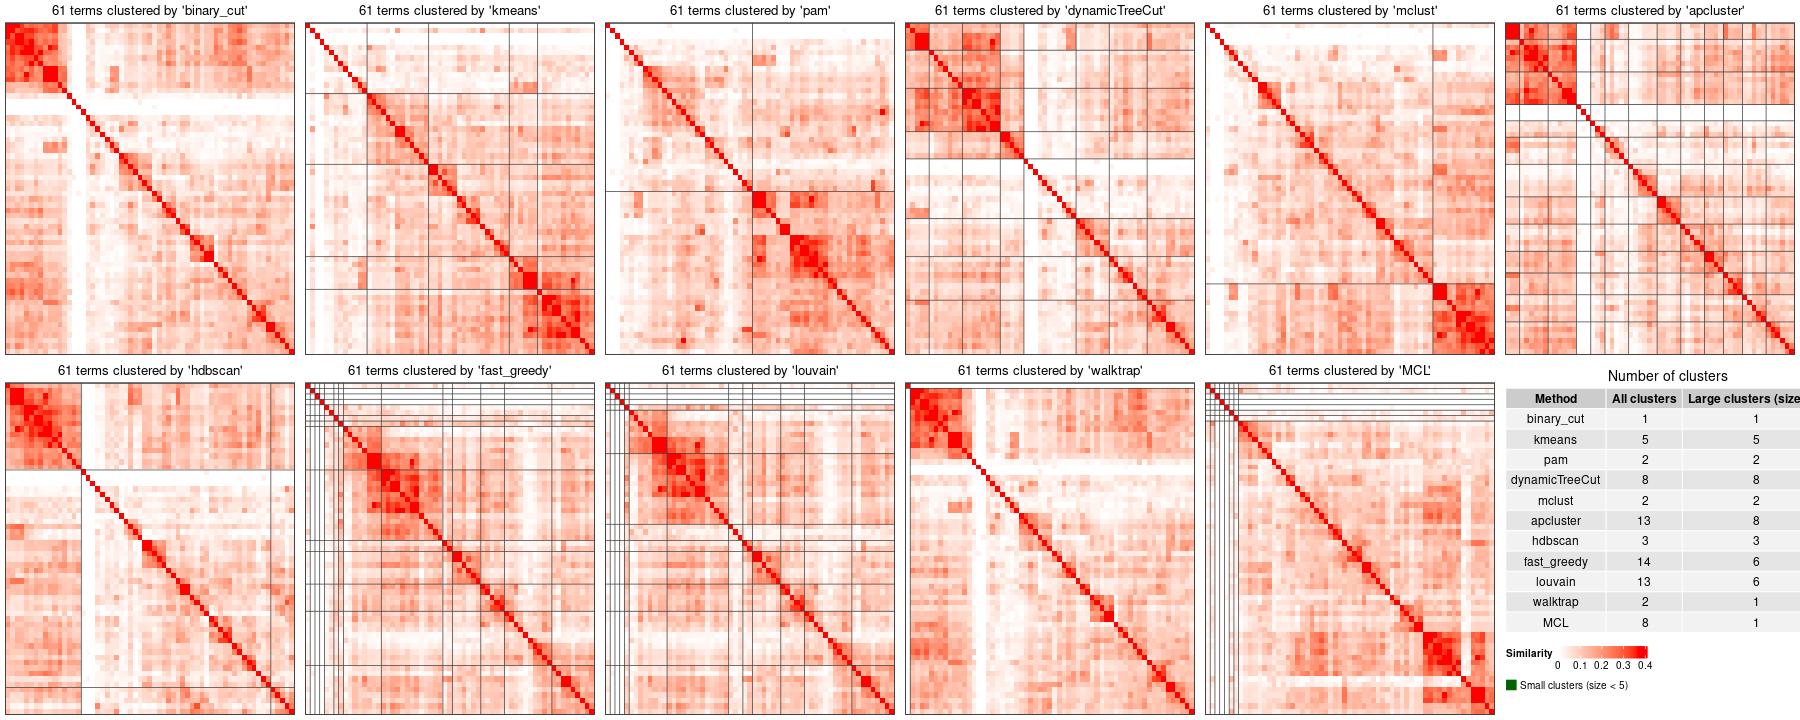 61 terms clustered by 'binary_cut'
61 terms clustered by 'kmeans'
61 terms clustered by 'pam'
61 terms clustered by 'dynamicTreeCut'
61 terms clustered by 'mclust'
61 terms clustered by 'apcluster'
61 terms clustered by 'hdbscan'
61 terms clustered by 'fast_greedy'
61 terms clustered by 'louvain'
61 terms clustered by 'walktrap'
61 terms clustered by 'MCL'
Number of clusters
Method All clusters Large clusters (size
binary_cut 1 1
kmeans 5 5
pam 2 2
dynamicTreeCut 8 8
mclust 2 2
apcluster 13 8
hdbscan 3 3
fast_greedy 14 6
louvain 13 6
walktrap 2 1
MCL 8 1
Similarity
0 0.1 0.2 0.3 0.4
Small clusters (size < 5)